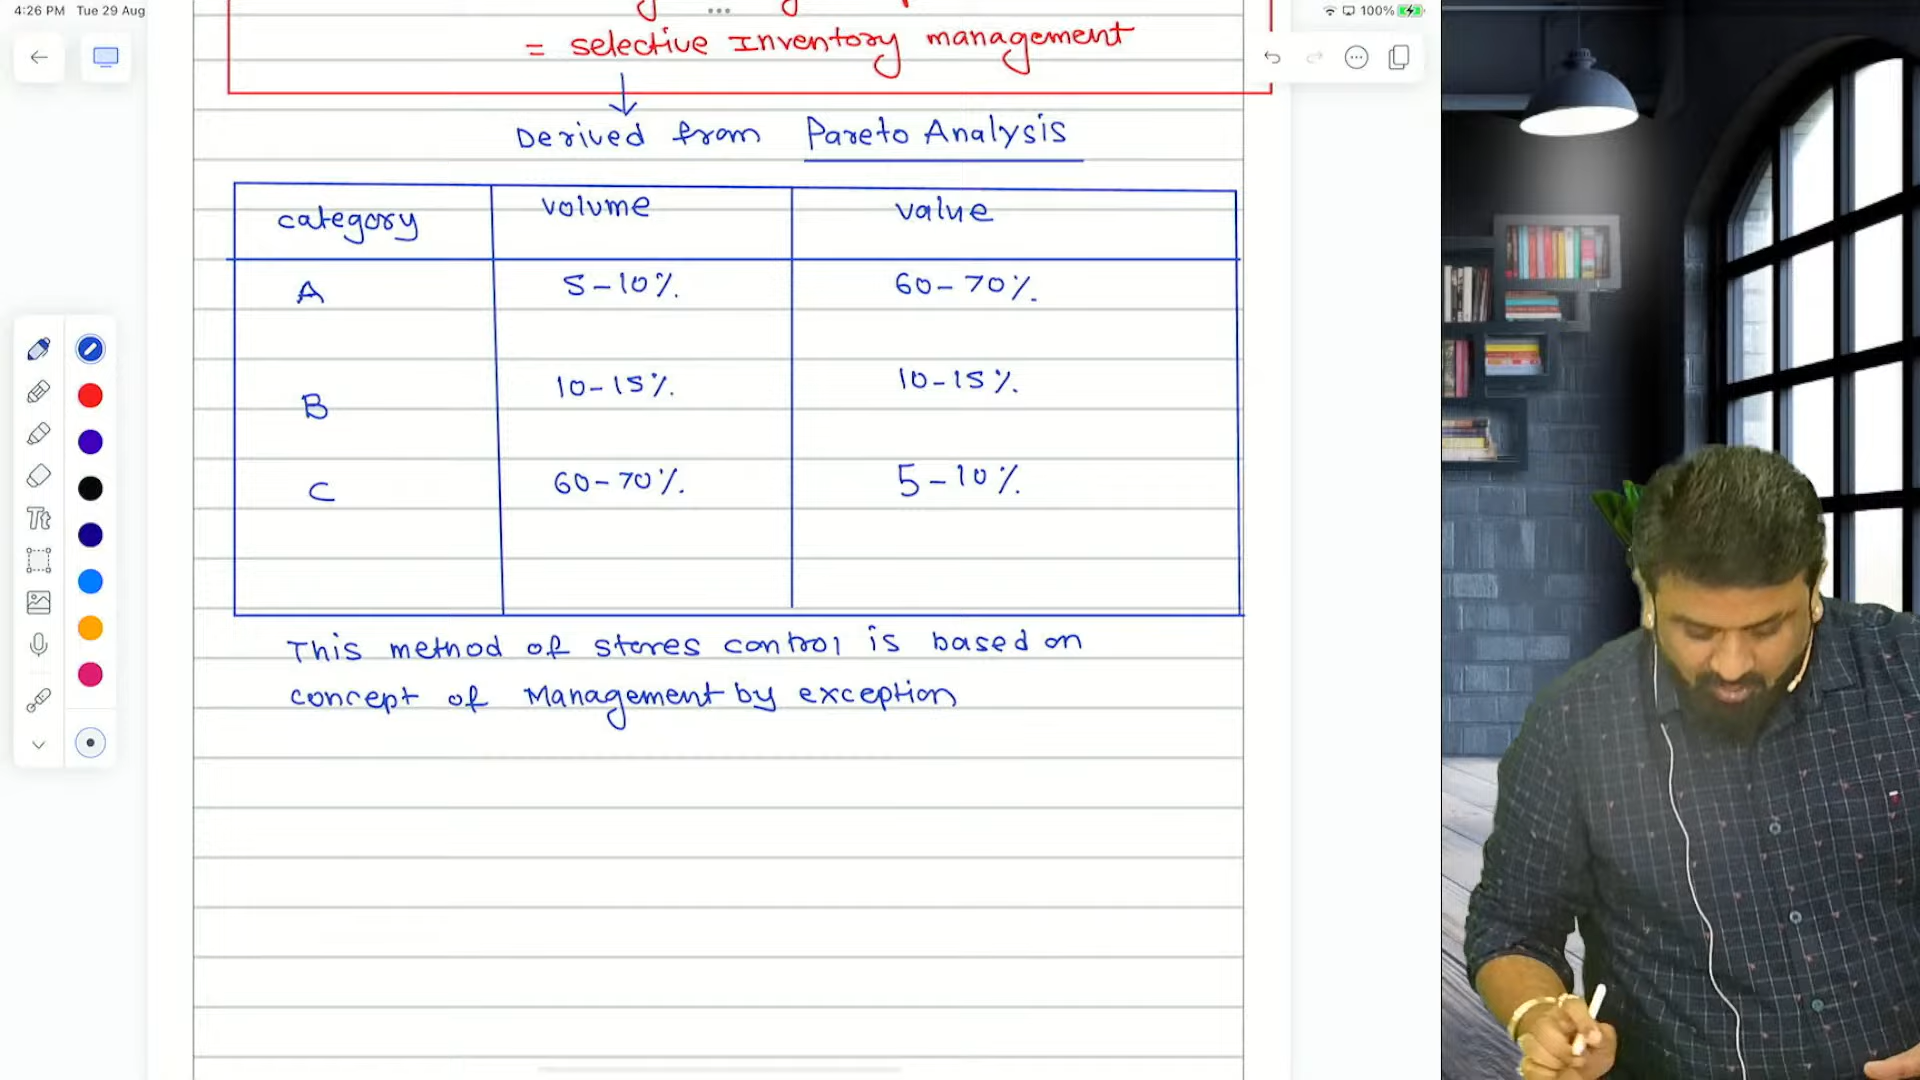 4:26 PM Tue 29 Aug
100%
= selective Inventory management
Derived from Pareto Analysis
category volume value
A 5-10%. 60-70%.
B 10-15%. 10-15%.
C 60-70%. 5-10%.
This method of stores control is based on
concept of Management by exception
Tt